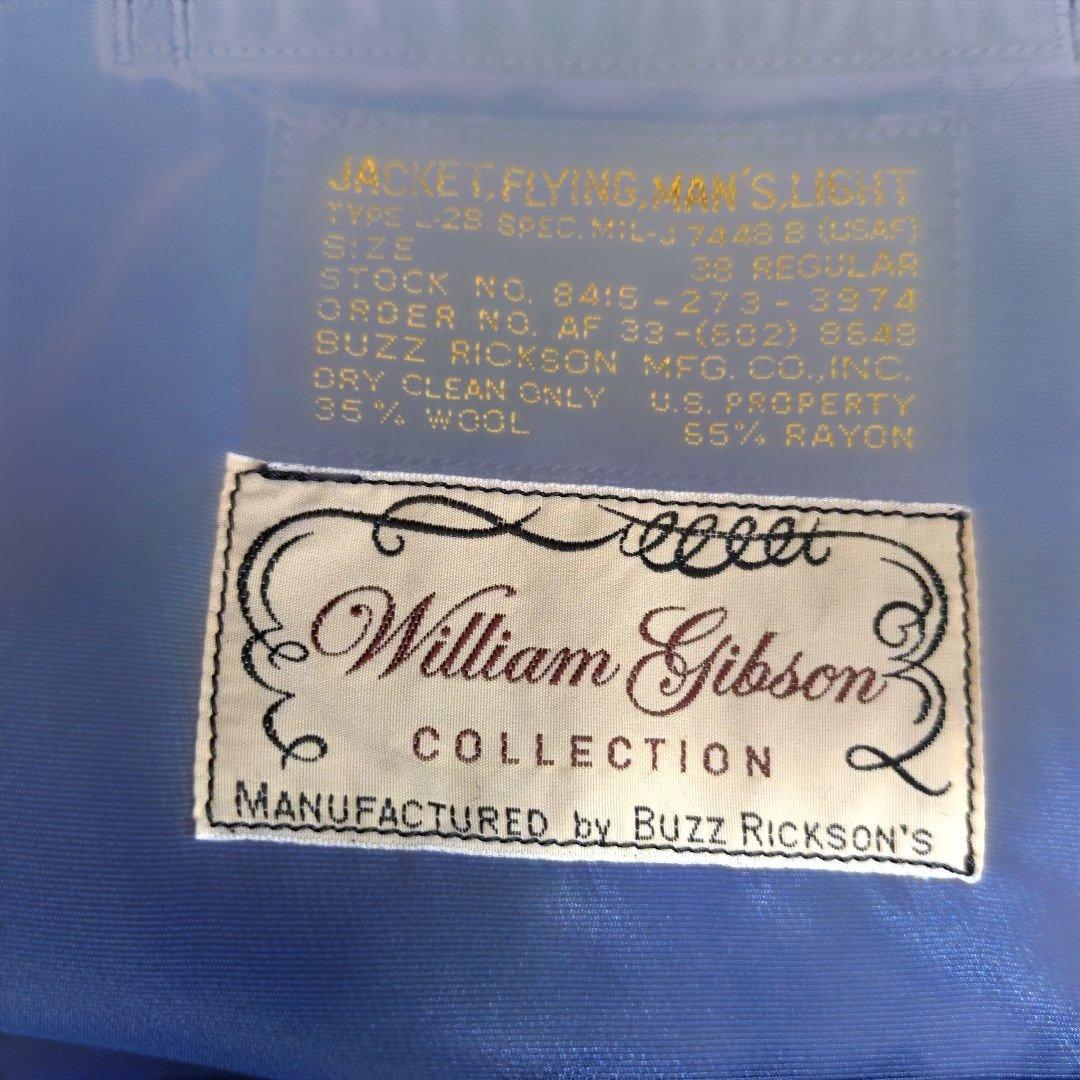 JACKET, FLYING, MAN'S, LIGHT
TYPE L-2B SPEC. MIL-J 7448 B (USAF)
SIZE 38 REGULAR
STOCK NO. 8415-273-3974
ORDER NO. AF 33-(602) 8548
BUZZ RICKSON MFG. CO., INC.
DRY CLEAN ONLY U.S. PROPERTY
35% WOOL 65% RAYON
William Gibson
COLLECTION
MANUFACTURED by BUZZ RICKSON'S